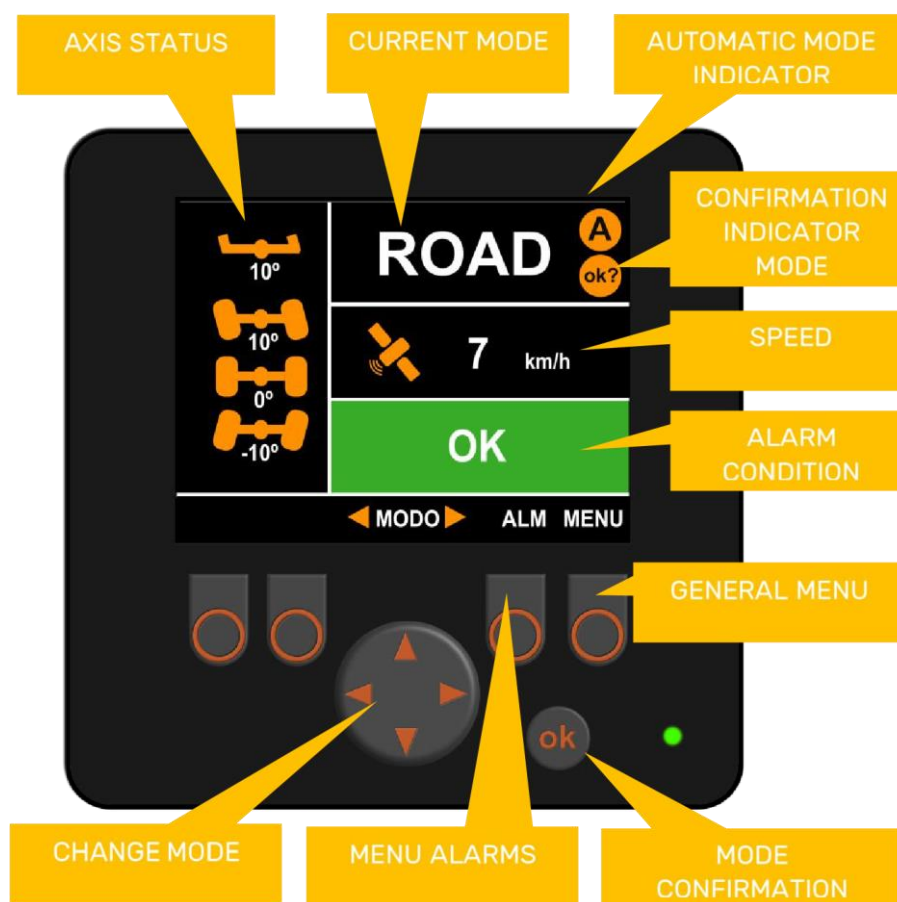 AXIS STATUS
CURRENT MODE
AUTOMATIC MODE
INDICATOR
CONFIRMATION
INDICATOR
MODE
SPEED
ALARM
CONDITION
GENERAL MENU
10º
10º
0º
-10º
ROAD
A
ok?
7 km/h
OK
MODO
ALM MENU
ok
CHANGE MODE
MENU ALARMS
MODE
CONFIRMATION